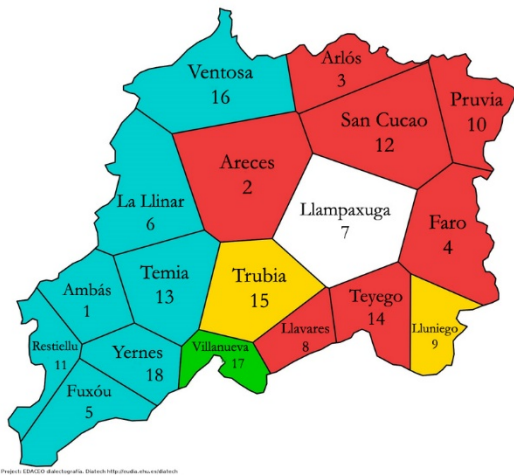 Ventosa
16
Arlós
3
Pruvia
10
San Cucao
12
Areces
2
La Llinar
6
Llampaxuga
7
Faro
4
Temia
13
Trubia
15
Ambás
1
Teyego
14
Llavares
8
Lluniego
9
Restiellu
11
Yernes
18
Villanueva
17
Fuxóu
5
Project: EDACEO dialectografía. Diatech http://eudia.ehu.es/diatech